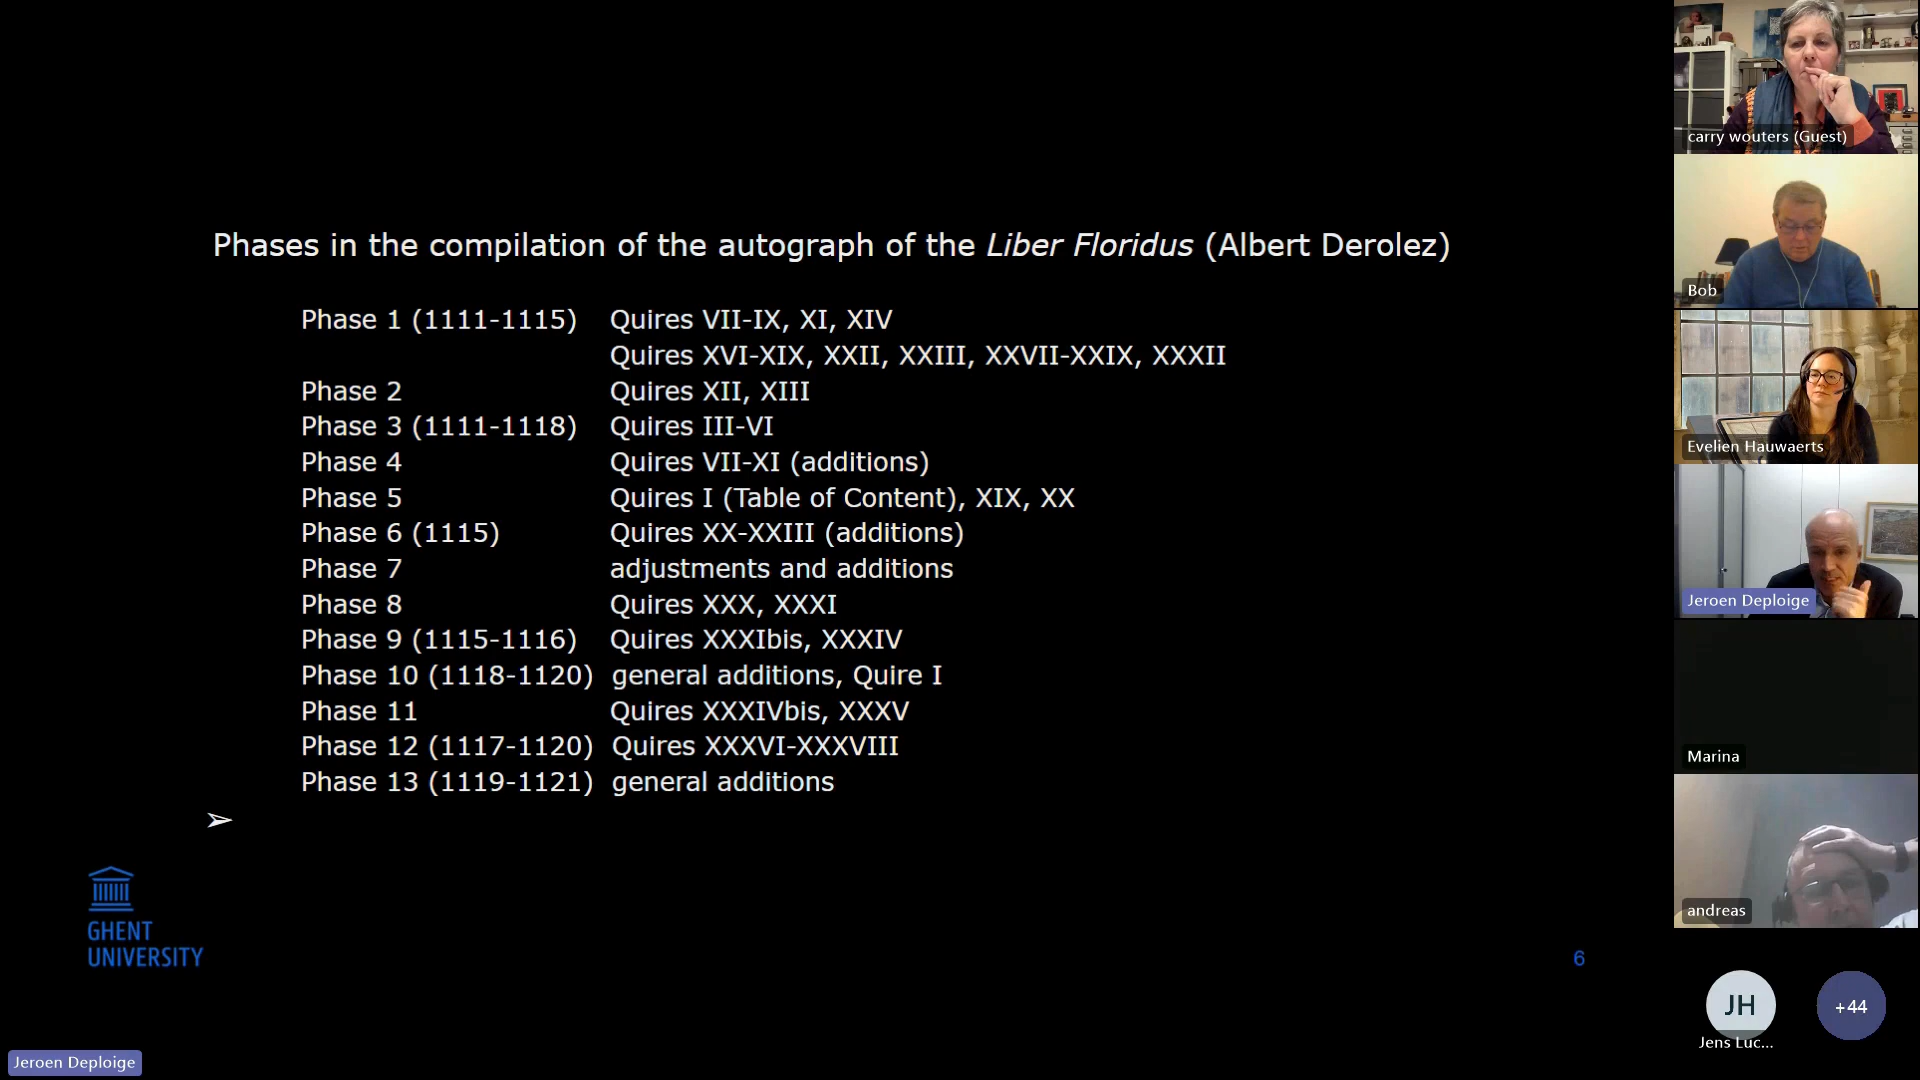 Phases in the compilation of the autograph of the Liber Floridus (Albert Derolez)
Phase 1 (1111-1115) Quires VII-IX, XI, XIV
Quires XVI-XIX, XXII, XXIII, XXVII-XXIX, XXXII
Phase 2 Quires XII, XIII
Phase 3 (1111-1118) Quires III-VI
Phase 4 Quires VII-XI (additions)
Phase 5 Quires I (Table of Content), XIX, XX
Phase 6 (1115) Quires XX-XXIII (additions)
Phase 7 adjustments and additions
Phase 8 Quires XXX, XXXI
Phase 9 (1115-1116) Quires XXXIbis, XXXIV
Phase 10 (1118-1120) general additions, Quire I
Phase 11 Quires XXXIVbis, XXXV
Phase 12 (1117-1120) Quires XXXVI-XXXVIII
Phase 13 (1119-1121) general additions
➢
GHENT
UNIVERSITY
6
Jeroen Deploige
carry wouters (Guest)
Bob
Evelien Hauwaerts
Jeroen Deploige
Marina
andreas
JH
+44
Jens Luc...